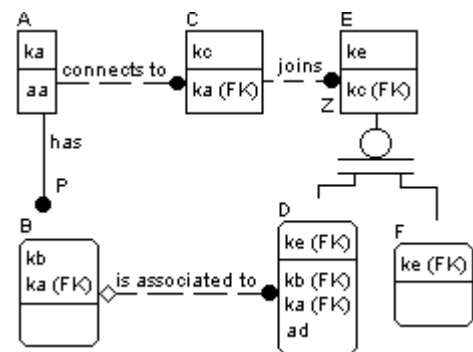 A
C
E
ka
kc
ke
connects to
joins
aa
ka (FK)
Z
kc (FK)
has
P
B
D
F
kb
ka (FK)
is associated to
ke (FK)
kb (FK)
ka (FK)
ad
ke (FK)